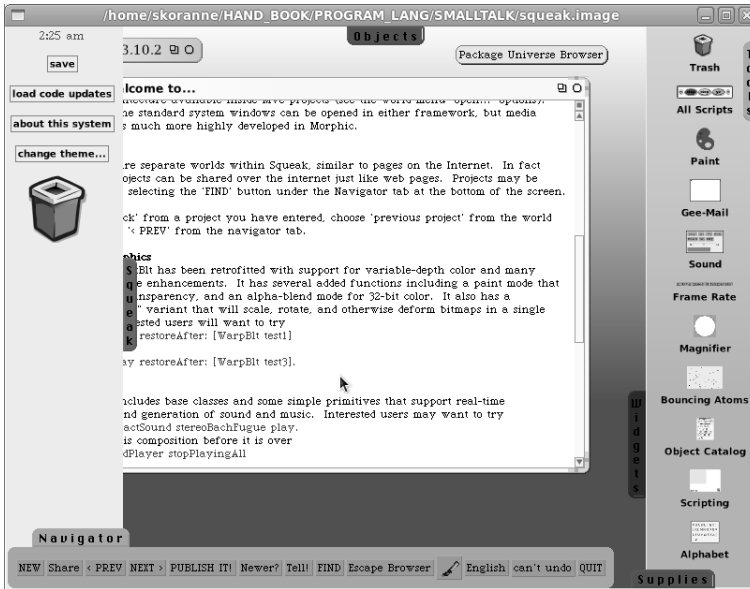 /home/skoranne/HAND_BOOK/PROGRAM_LANG/SMALLTALK/squeak.image
2:25 am
save
load code updates
about this system
change theme...
3.10.2
Objects
Package Universe Browser
lcome to...
ne standard system windows can be opened in either framework, but media
s much more highly developed in Morphic.
re separate worlds within Squeak, similar to pages on the Internet. In fact
ojects can be shared over the internet just like web pages. Projects may be
selecting the 'FIND' button under the Navigator tab at the bottom of the screen.
ck' from a project you have entered, choose 'previous project' from the world
'< PREV' from the navigator tab.
phics
Blt has been retrofitted with support for variable-depth color and many
e enhancements. It has several added functions including a paint mode that
nsparency, and an alpha-blend mode for 32-bit color. It also has a
" variant that will scale, rotate, and otherwise deform bitmaps in a single
ested users will want to try
restoreAfter: [WarpBlt test1]
ay restoreAfter: [WarpBlt test3].
ncludes base classes and some simple primitives that support real-time
nd generation of sound and music. Interested users may want to try
actSound stereoBachFugue play.
is composition before it is over
dPlayer stopPlayingAll
Squeak
Widgets
Trash
All Scripts
Paint
Gee-Mail
Sound
Frame Rate
Magnifier
Bouncing Atoms
Object Catalog
Scripting
Alphabet
Supplies
Navigator
NEW Share < PREV NEXT > PUBLISH IT! Newer? Tell! FIND Escape Browser English can't undo QUIT